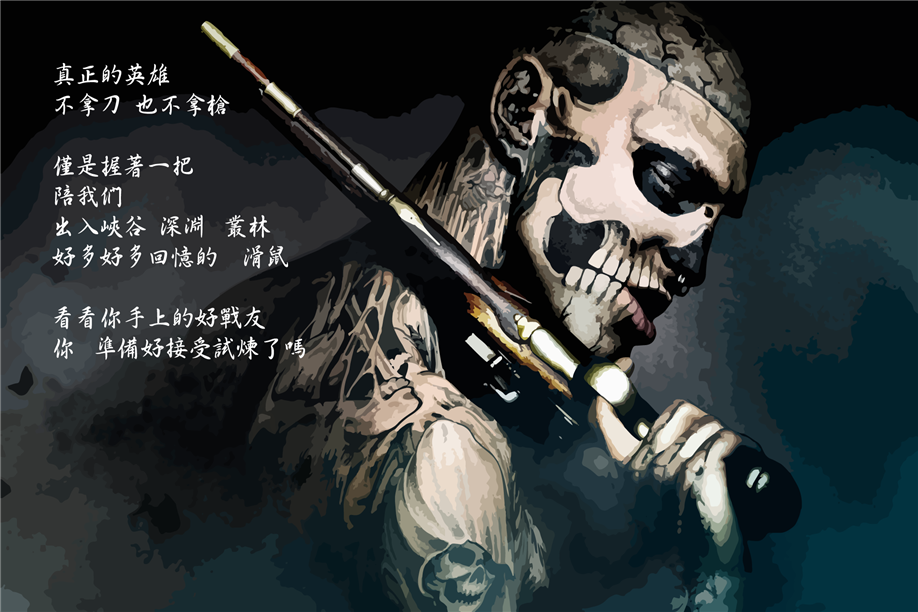 真正的英雄
不拿刀 也不拿槍
僅是握著一把
陪我们
出入峽谷 深淵 叢林
好多好多回憶的 滑鼠
看看你手上的好戰友
你 準備好接受試煉了嗎